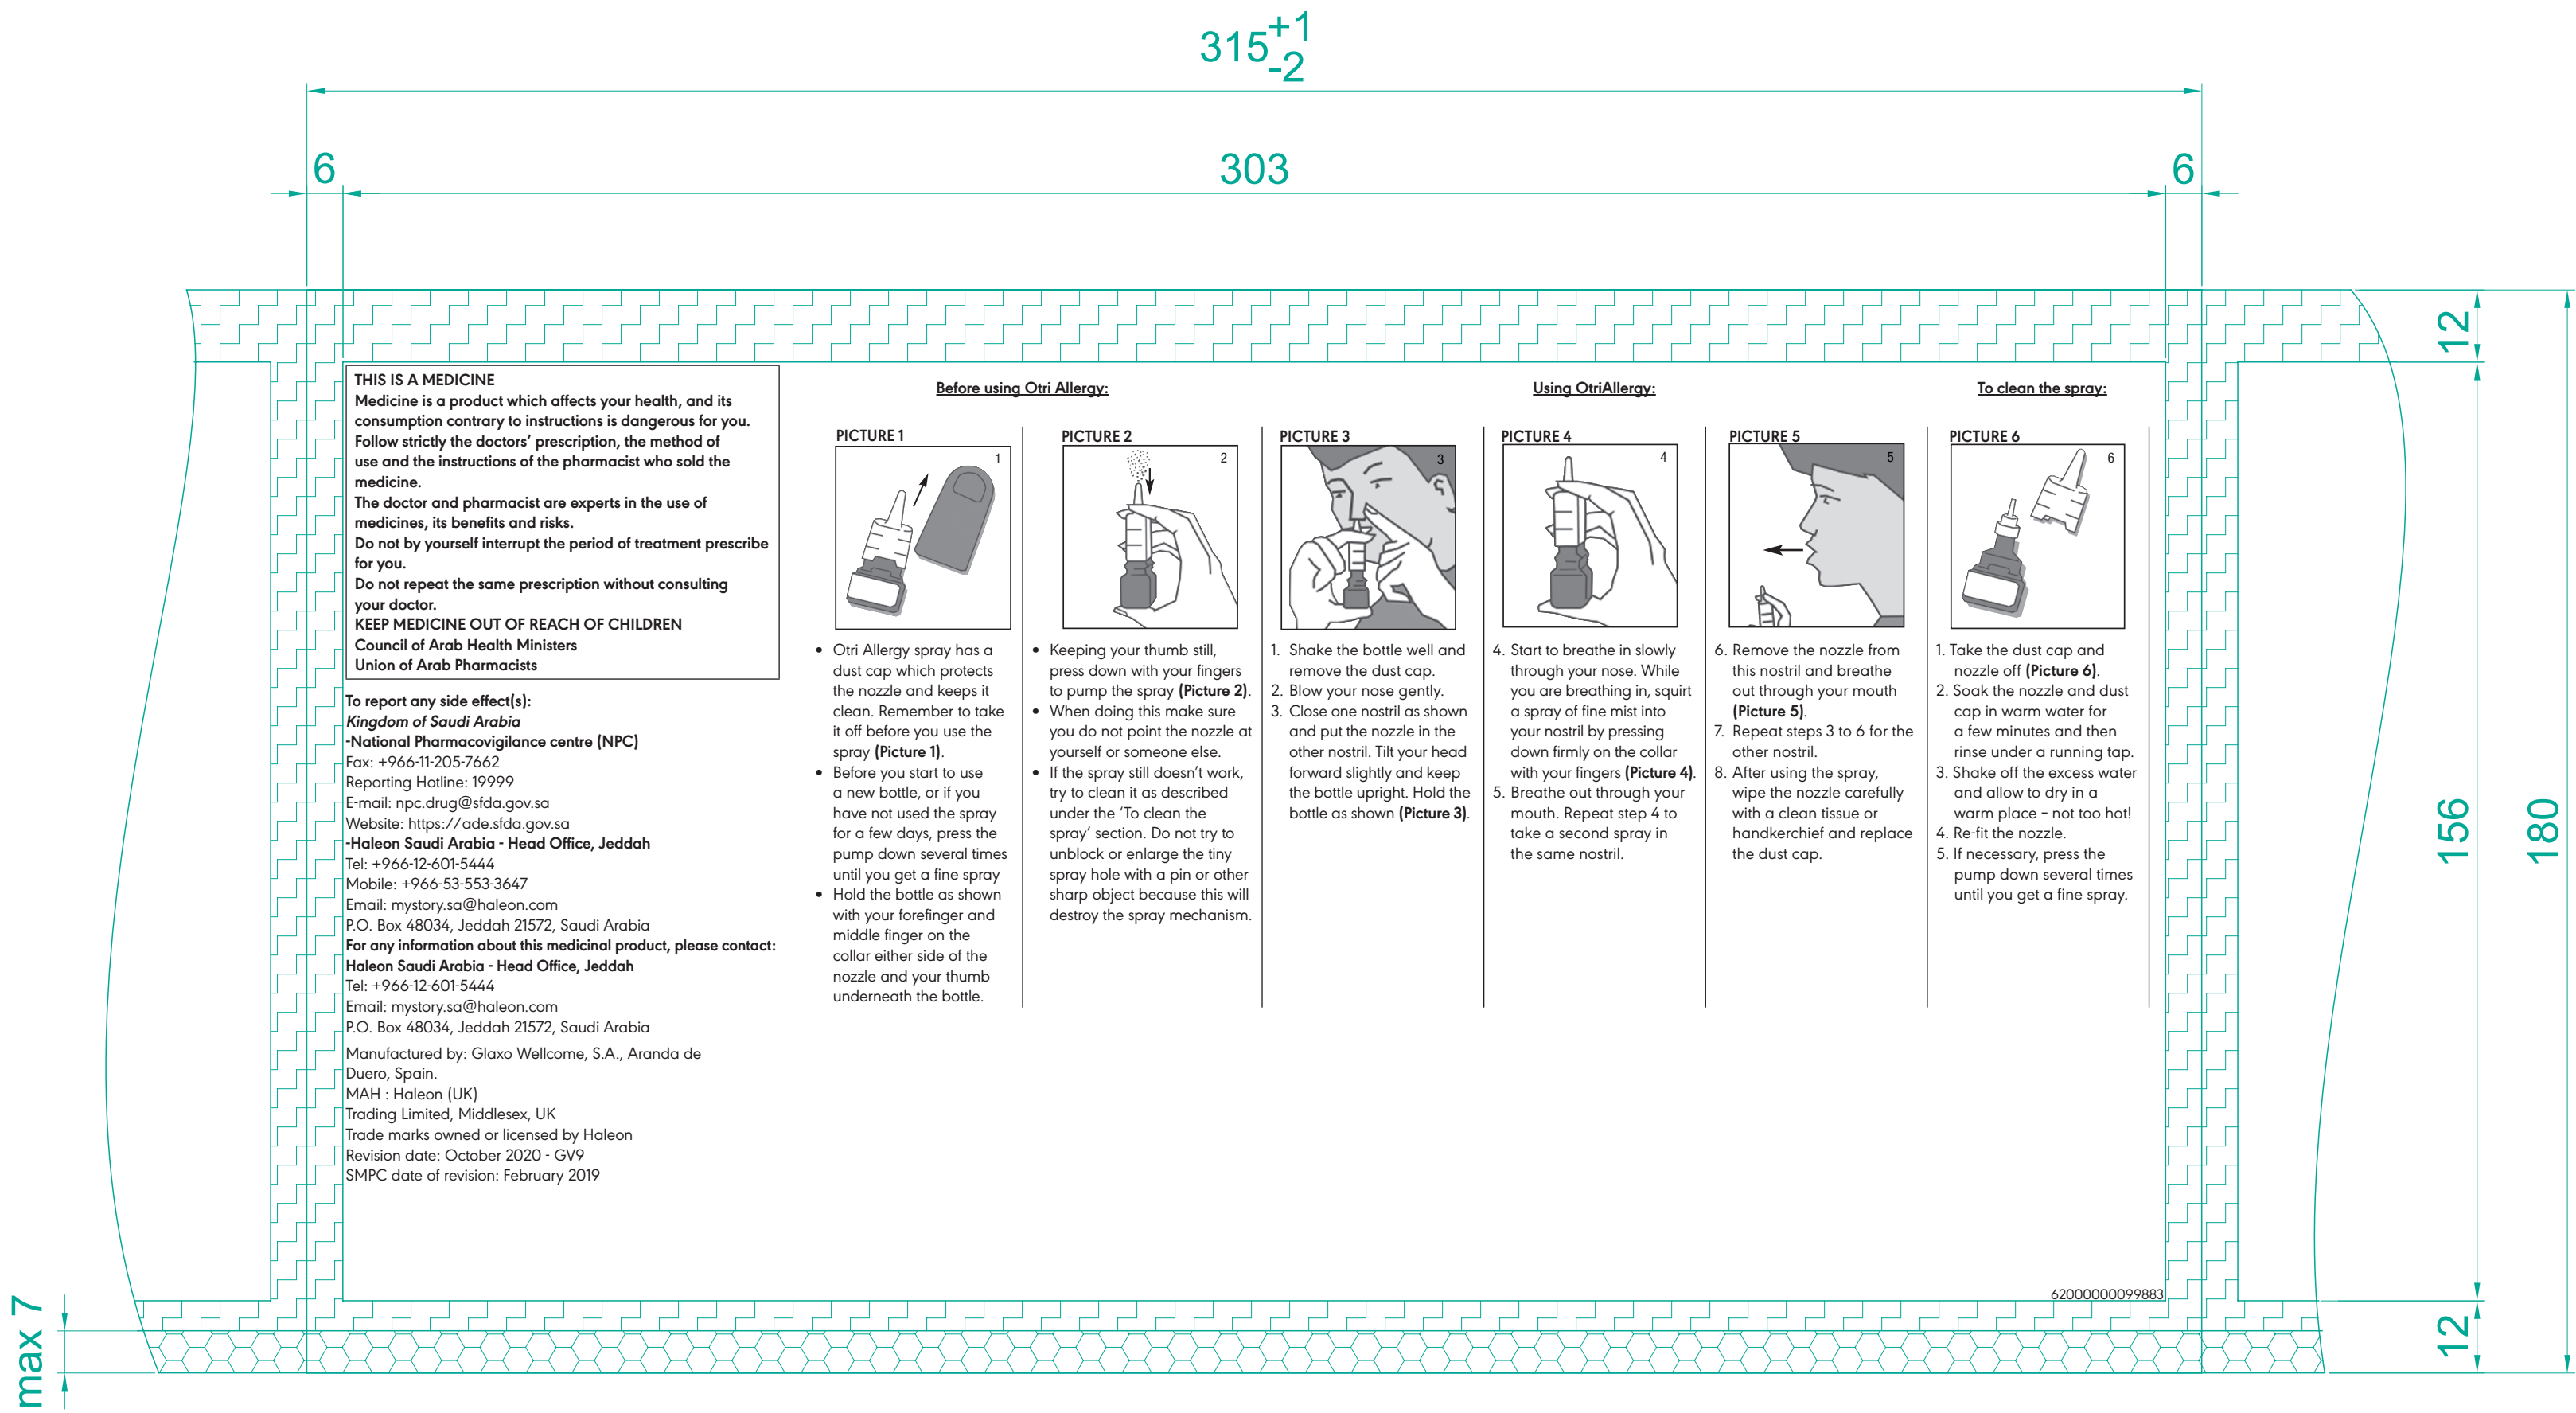 315 +1 -2
6
303
6
THIS IS A MEDICINE
Medicine is a product which affects your health, and its
consumption contrary to instructions is dangerous for you.
Follow strictly the doctors’ prescription, the method of
use and the instructions of the pharmacist who sold the
medicine.
The doctor and pharmacist are experts in the use of
medicines, its benefits and risks.
Do not by yourself interrupt the period of treatment prescribe
for you.
Do not repeat the same prescription without consulting
your doctor.
KEEP MEDICINE OUT OF REACH OF CHILDREN
Council of Arab Health Ministers
Union of Arab Pharmacists
To report any side effect(s):
Kingdom of Saudi Arabia
-National Pharmacovigilance centre (NPC)
Fax: +966-11-205-7662
Reporting Hotline: 19999
E-mail: npc.drug@sfda.gov.sa
Website: https://ade.sfda.gov.sa
-Haleon Saudi Arabia - Head Office, Jeddah
Tel: +966-12-601-5444
Mobile: +966-53-553-3647
Email: mystory.sa@haleon.com
P.O. Box 48034, Jeddah 21572, Saudi Arabia
For any information about this medicinal product, please contact:
Haleon Saudi Arabia - Head Office, Jeddah
Tel: +966-12-601-5444
Email: mystory.sa@haleon.com
P.O. Box 48034, Jeddah 21572, Saudi Arabia
Manufactured by: Glaxo Wellcome, S.A., Aranda de
Duero, Spain.
MAH : Haleon (UK)
Trading Limited, Middlesex, UK
Trade marks owned or licensed by Haleon
Revision date: October 2020 - GV9
SMPC date of revision: February 2019
Before using Otri Allergy:
PICTURE 1
1
• Otri Allergy spray has a
dust cap which protects
the nozzle and keeps it
clean. Remember to take
it off before you use the
spray (Picture 1).
• Before you start to use
a new bottle, or if you
have not used the spray
for a few days, press the
pump down several times
until you get a fine spray
• Hold the bottle as shown
with your forefinger and
middle finger on the
collar either side of the
nozzle and your thumb
underneath the bottle.
PICTURE 2
2
• Keeping your thumb still,
press down with your fingers
to pump the spray (Picture 2).
• When doing this make sure
you do not point the nozzle at
yourself or someone else.
• If the spray still doesn’t work,
try to clean it as described
under the ‘To clean the
spray’ section. Do not try to
unblock or enlarge the tiny
spray hole with a pin or other
sharp object because this will
destroy the spray mechanism.
Using OtriAllergy:
PICTURE 3
3
1. Shake the bottle well and
remove the dust cap.
2. Blow your nose gently.
3. Close one nostril as shown
and put the nozzle in the
other nostril. Tilt your head
forward slightly and keep
the bottle upright. Hold the
bottle as shown (Picture 3).
PICTURE 4
4
4. Start to breathe in slowly
through your nose. While
you are breathing in, squirt
a spray of fine mist into
your nostril by pressing
down firmly on the collar
with your fingers (Picture 4).
5. Breathe out through your
mouth. Repeat step 4 to
take a second spray in
the same nostril.
PICTURE 5
5
6. Remove the nozzle from
this nostril and breathe
out through your mouth
(Picture 5).
7. Repeat steps 3 to 6 for the
other nostril.
8. After using the spray,
wipe the nozzle carefully
with a clean tissue or
handkerchief and replace
the dust cap.
To clean the spray:
PICTURE 6
6
1. Take the dust cap and
nozzle off (Picture 6).
2. Soak the nozzle and dust
cap in warm water for
a few minutes and then
rinse under a running tap.
3. Shake off the excess water
and allow to dry in a
warm place – not too hot!
4. Re-fit the nozzle.
5. If necessary, press the
pump down several times
until you get a fine spray.
62000000099883
12
156
180
12
max 7